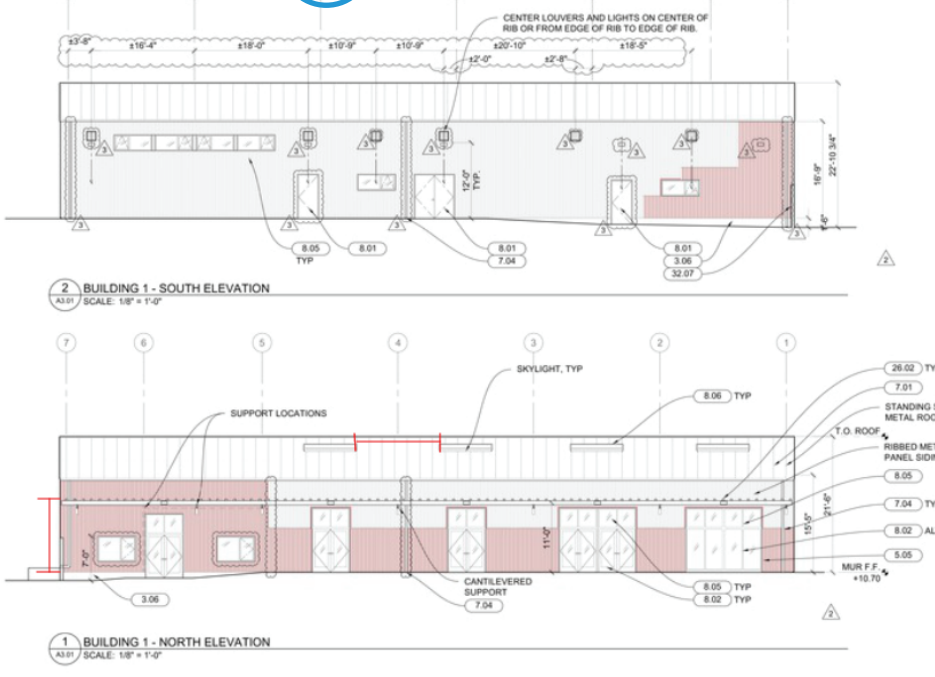 CENTER LOUVERS AND LIGHTS ON CENTER OF
RIB OR FROM EDGE OF RIB TO EDGE OF RIB.
±3'-8" ±16'-4" ±18'-0" ±10'-9" ±10'-9" ±20'-10" ±18'-5"
±2'-0" ±2'-8"
3 3 3 3 3 3 3
12'-0"
TYP.
16'-9"
22'-10 3/4"
3 3 3 3 3
8.05 8.01 8.01 8.01
TYP 7.04 3.06
32.07
2
2 BUILDING 1 - SOUTH ELEVATION
A3.01 SCALE: 1/8" = 1'-0"
7 6 5 4 3 2 1
SKYLIGHT, TYP
26.02 TY
7.01
8.06 TYP
SUPPORT LOCATIONS
STANDING
METAL ROO
T.O. ROOF
RIBBED MET
PANEL SIDI
8.05
7.04 TY
8.02 AL
5.05
7'-0"
11'-0"
15'-5"
21'-6"
MUR F.F.
+10.70
3.06
CANTILEVERED
SUPPORT
7.04
8.05 TYP
8.02 TYP
2
1 BUILDING 1 - NORTH ELEVATION
A3.01 SCALE: 1/8" = 1'-0"